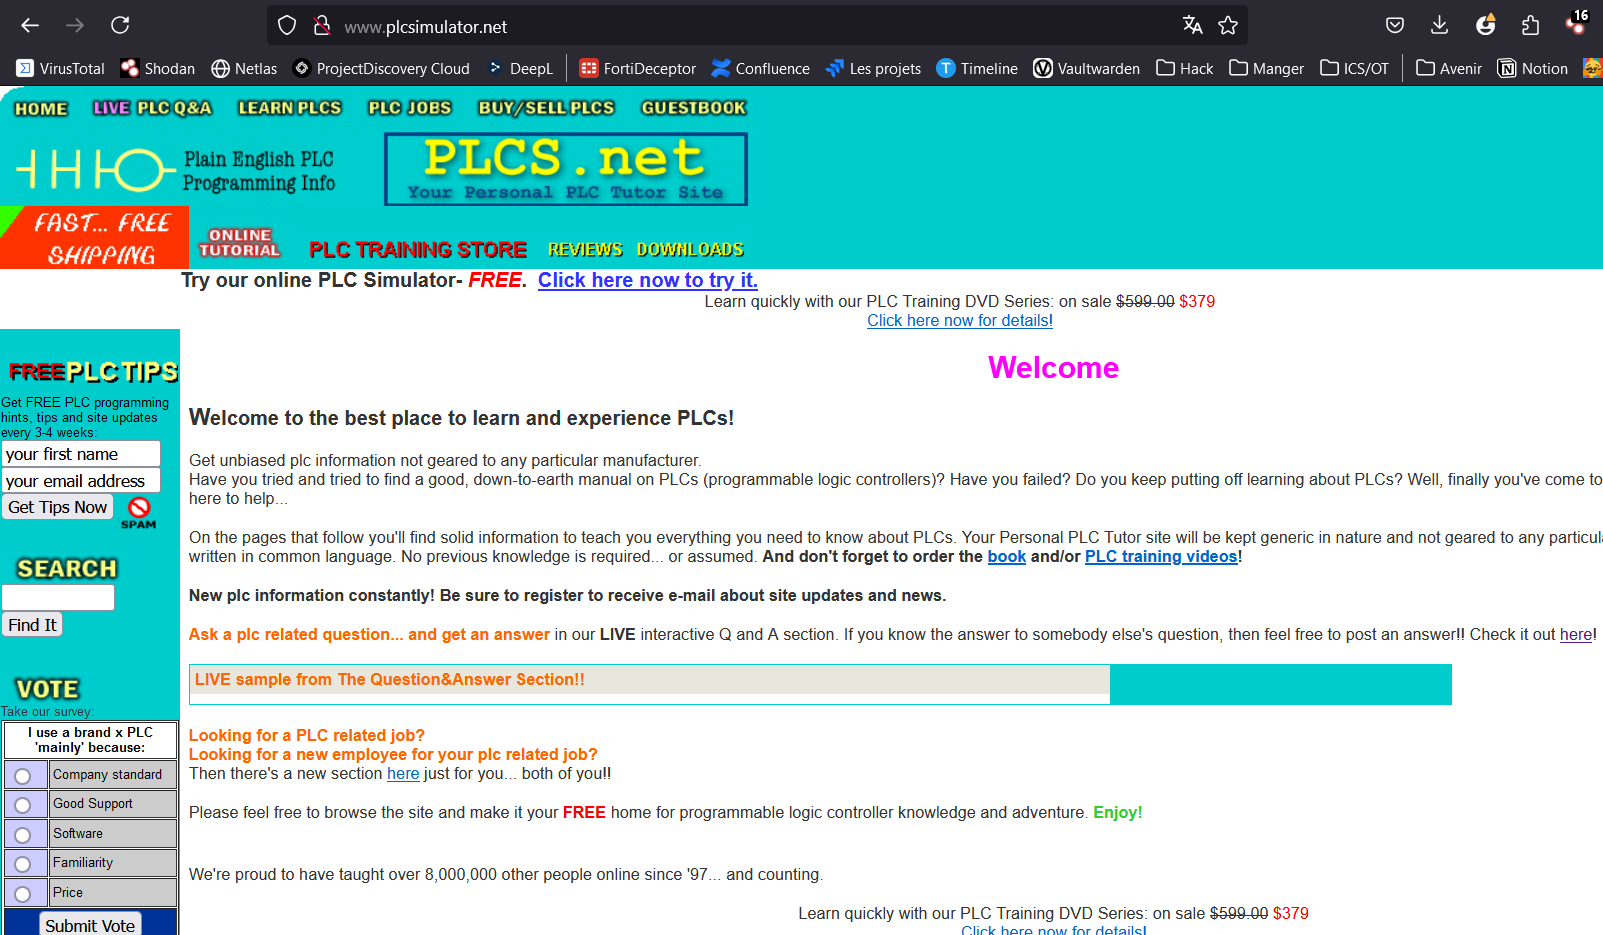 www.plcsimulator.net
16
VirusTotal Shodan Netlas ProjectDiscovery Cloud DeepL FortiDeceptor Confluence Les projets Timeline Vaultwarden Hack Manger ICS/OT Avenir Notion
HOME LIVE PLC Q&A LEARN PLCS PLC JOBS BUY/SELL PLCS GUESTBOOK
Plain English PLC
Programming Info
PLCS.net
Your Personal PLC Tutor Site
FAST... FREE
SHIPPING
ONLINE
TUTORIAL
PLC TRAINING STORE REVIEWS DOWNLOADS
Try our online PLC Simulator- FREE. Click here now to try it.
Learn quickly with our PLC Training DVD Series: on sale $599.00 $379
Click here now for details!
FREE PLC TIPS
Get FREE PLC programming
hints, tips and site updates
every 3-4 weeks:
your first name
your email address
Get Tips Now
SPAM
SEARCH
Find It
VOTE
Take our survey:
I use a brand x PLC
'mainly' because:
Company standard
Good Support
Software
Familiarity
Price
Submit Vote
Welcome
Welcome to the best place to learn and experience PLCs!
Get unbiased plc information not geared to any particular manufacturer.
Have you tried and tried to find a good, down-to-earth manual on PLCs (programmable logic controllers)? Have you failed? Do you keep putting off learning about PLCs? Well, finally you've come to
here to help...
On the pages that follow you'll find solid information to teach you everything you need to know about PLCs. Your Personal PLC Tutor site will be kept generic in nature and not geared to any particul
written in common language. No previous knowledge is required... or assumed. And don't forget to order the book and/or PLC training videos!
New plc information constantly! Be sure to register to receive e-mail about site updates and news.
Ask a plc related question... and get an answer in our LIVE interactive Q and A section. If you know the answer to somebody else's question, then feel free to post an answer!! Check it out here!
LIVE sample from The Question&Answer Section!!
Looking for a PLC related job?
Looking for a new employee for your plc related job?
Then there's a new section here just for you... both of you!!
Please feel free to browse the site and make it your FREE home for programmable logic controller knowledge and adventure. Enjoy!
We're proud to have taught over 8,000,000 other people online since '97... and counting.
Learn quickly with our PLC Training DVD Series: on sale $599.00 $379
Click here now for details!